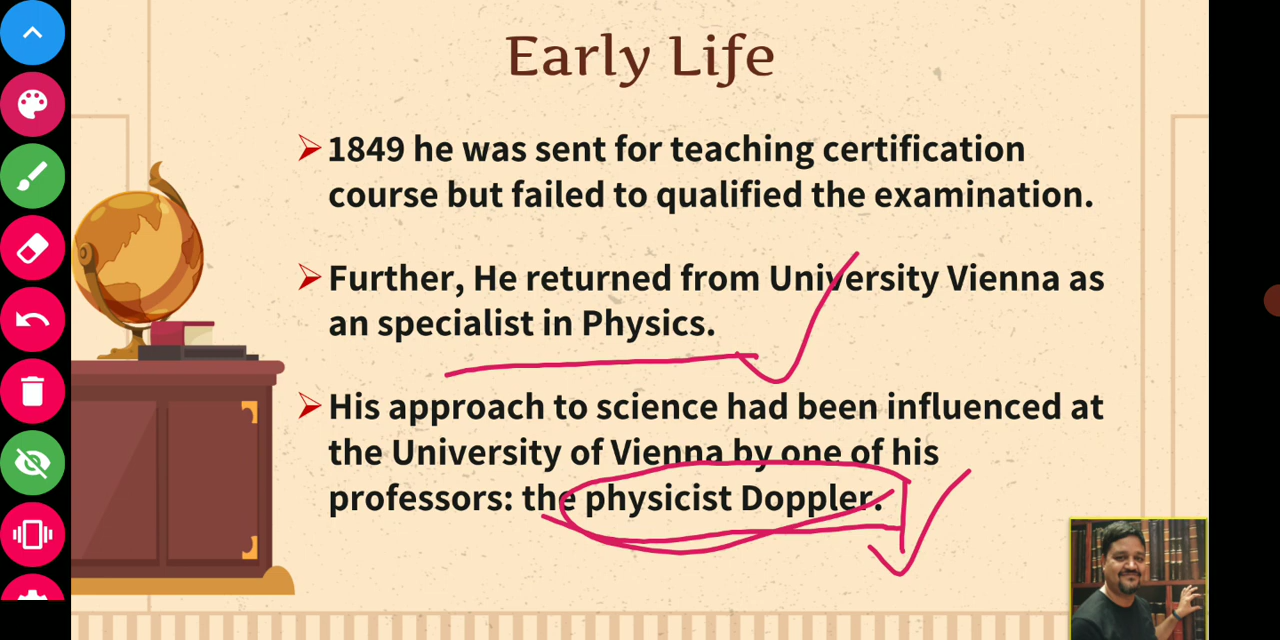 Early Life
➢ 1849 he was sent for teaching certification
course but failed to qualified the examination.
➢ Further, He returned from University Vienna as
an specialist in Physics.
➢ His approach to science had been influenced at
the University of Vienna by one of his
professors: the physicist Doppler.